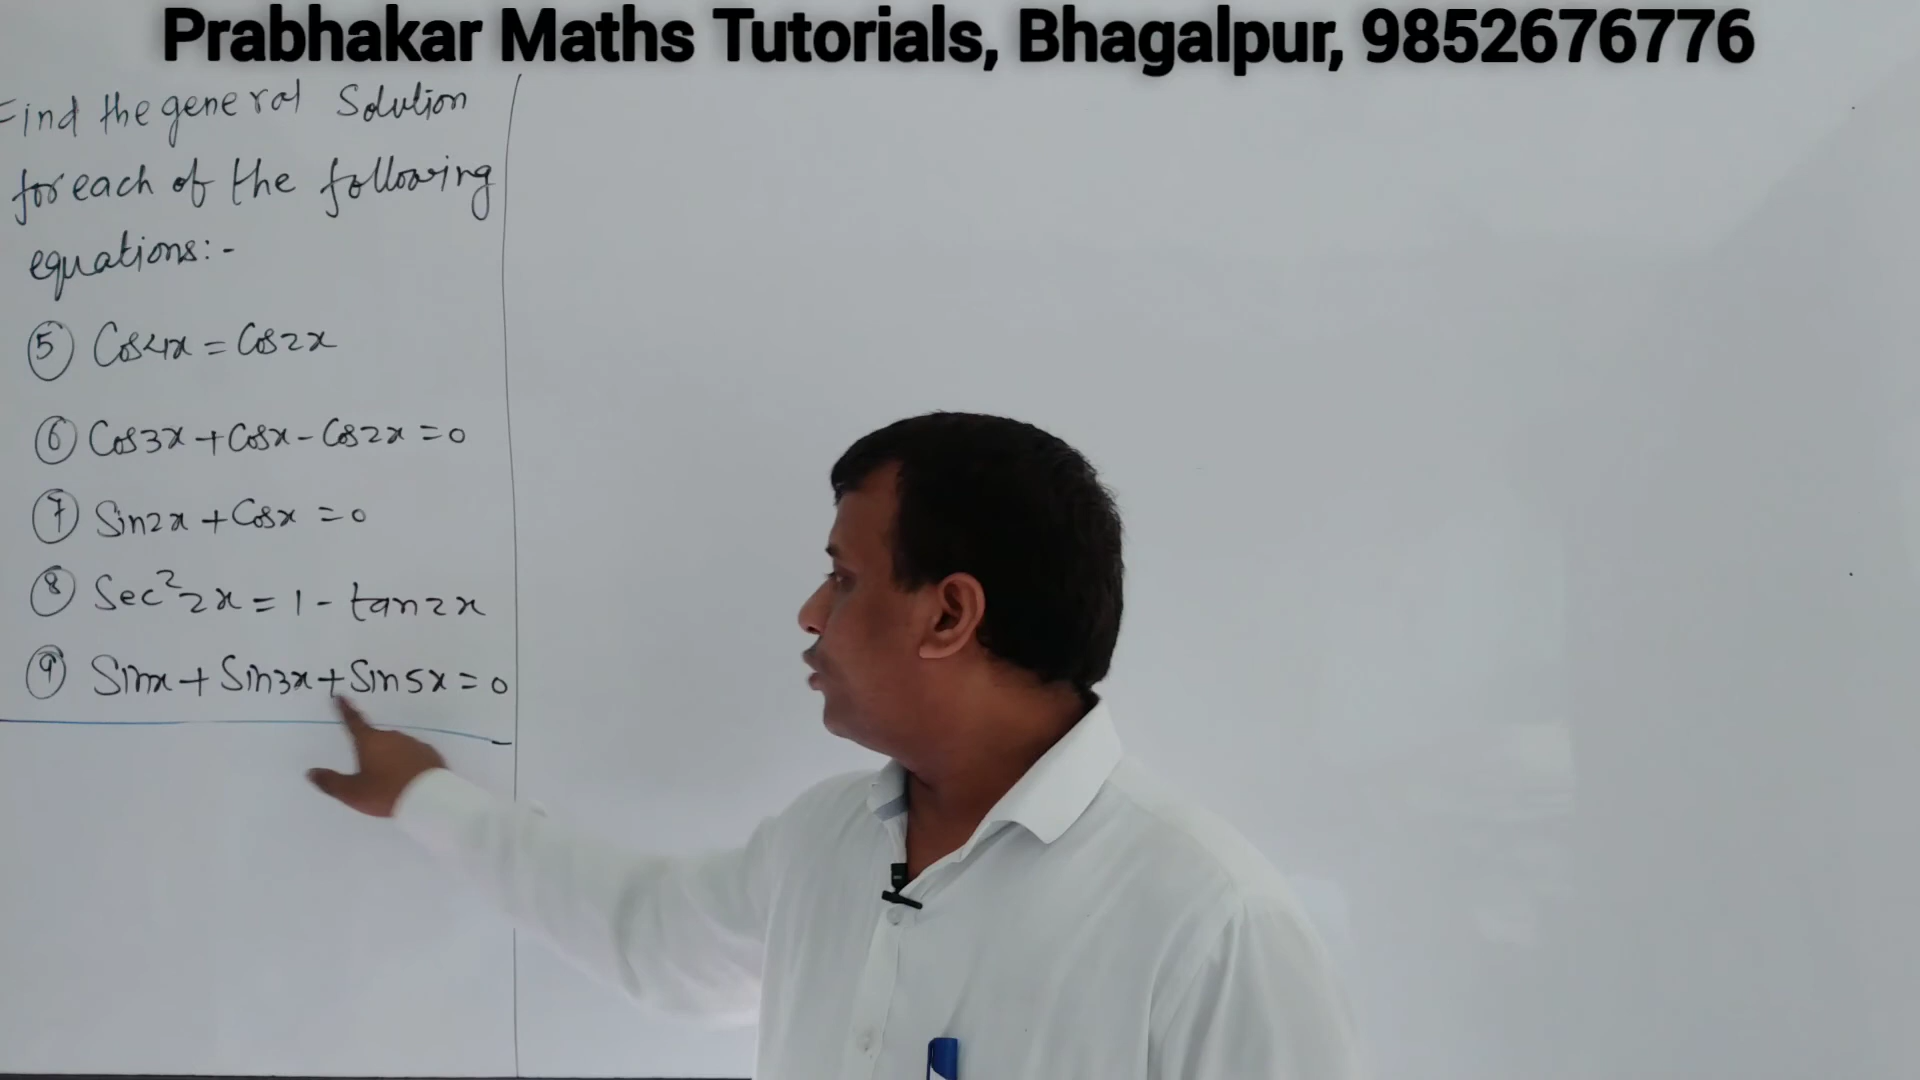 Prabhakar Maths Tutorials, Bhagalpur, 9852676776
Find the general Solution
for each of the following
equations:-
⑤ Cos4x = Cos2x
⑥ Cos3x + Cosx - Cos2x = 0
⑦ Sin2x + Cosx = 0
⑧ Sec²2x = 1 - tan2x
⑨ Sinx + Sin3x + Sin5x = 0